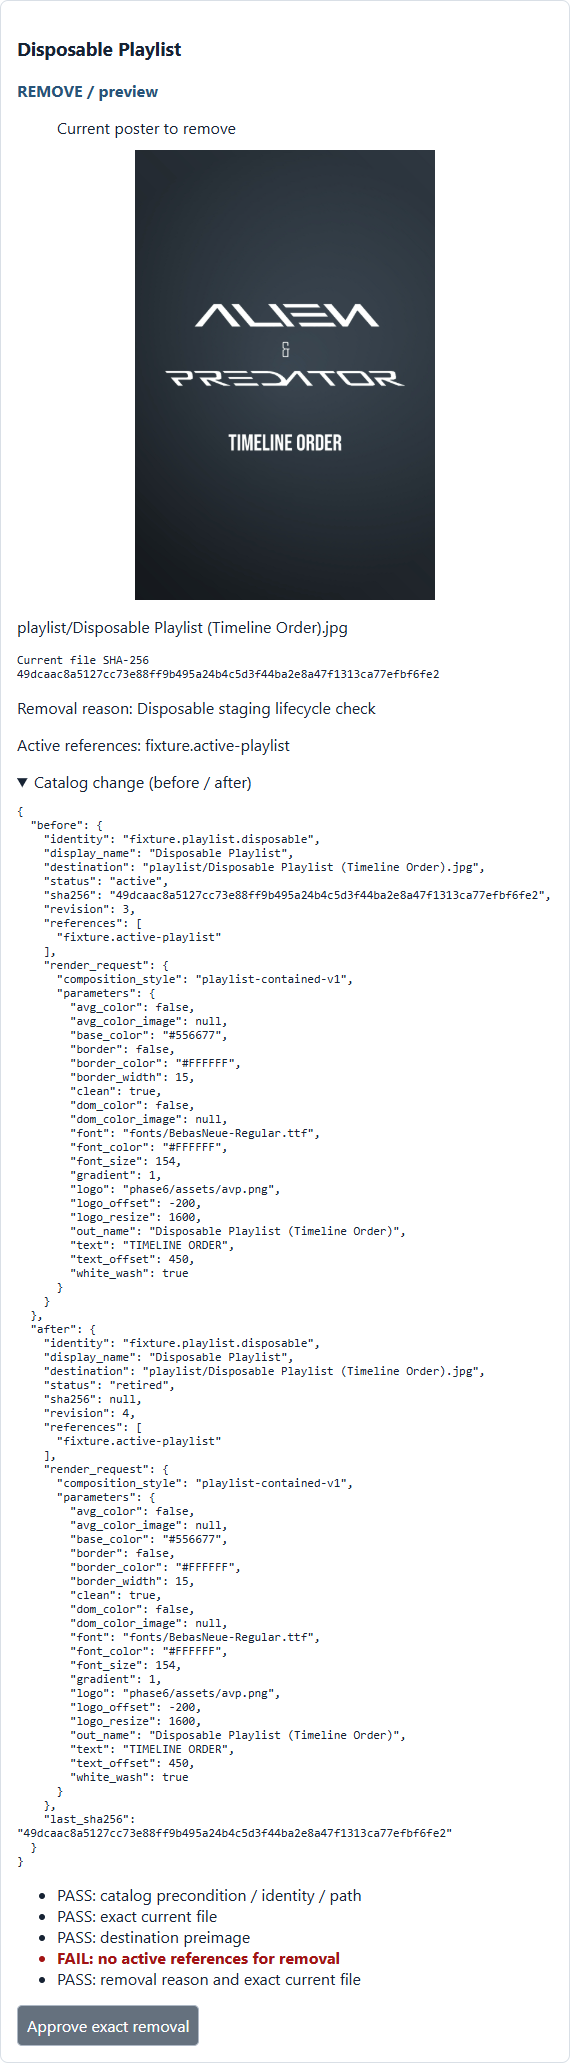 Disposable Playlist
REMOVE / preview
Current poster to remove
ALIEN
&
PREDATOR
TIMELINE ORDER
playlist/Disposable Playlist (Timeline Order).jpg
Current file SHA-256
49dcaac8a5127cc73e88ff9b495a24b4c5d3f44ba2e8a47f1313ca77efbf6fe2
Removal reason: Disposable staging lifecycle check
Active references: fixture.active-playlist
▼ Catalog change (before / after)
{
  "before": {
    "identity": "fixture.playlist.disposable",
    "display_name": "Disposable Playlist",
    "destination": "playlist/Disposable Playlist (Timeline Order).jpg",
    "status": "active",
    "sha256": "49dcaac8a5127cc73e88ff9b495a24b4c5d3f44ba2e8a47f1313ca77efbf6fe2",
    "revision": 3,
    "references": [
      "fixture.active-playlist"
    ],
    "render_request": {
      "composition_style": "playlist-contained-v1",
      "parameters": {
        "avg_color": false,
        "avg_color_image": null,
        "base_color": "#556677",
        "border": false,
        "border_color": "#FFFFFF",
        "border_width": 15,
        "clean": true,
        "dom_color": false,
        "dom_color_image": null,
        "font": "fonts/BebasNeue-Regular.ttf",
        "font_color": "#FFFFFF",
        "font_size": 154,
        "gradient": 1,
        "logo": "phase6/assets/avp.png",
        "logo_offset": -200,
        "logo_resize": 1600,
        "out_name": "Disposable Playlist (Timeline Order)",
        "text": "TIMELINE ORDER",
        "text_offset": 450,
        "white_wash": true
      }
    }
  },
  "after": {
    "identity": "fixture.playlist.disposable",
    "display_name": "Disposable Playlist",
    "destination": "playlist/Disposable Playlist (Timeline Order).jpg",
    "status": "retired",
    "sha256": null,
    "revision": 4,
    "references": [
      "fixture.active-playlist"
    ],
    "render_request": {
      "composition_style": "playlist-contained-v1",
      "parameters": {
        "avg_color": false,
        "avg_color_image": null,
        "base_color": "#556677",
        "border": false,
        "border_color": "#FFFFFF",
        "border_width": 15,
        "clean": true,
        "dom_color": false,
        "dom_color_image": null,
        "font": "fonts/BebasNeue-Regular.ttf",
        "font_color": "#FFFFFF",
        "font_size": 154,
        "gradient": 1,
        "logo": "phase6/assets/avp.png",
        "logo_offset": -200,
        "logo_resize": 1600,
        "out_name": "Disposable Playlist (Timeline Order)",
        "text": "TIMELINE ORDER",
        "text_offset": 450,
        "white_wash": true
      }
    },
    "last_sha256":
"49dcaac8a5127cc73e88ff9b495a24b4c5d3f44ba2e8a47f1313ca77efbf6fe2"
  }
}
• PASS: catalog precondition / identity / path
• PASS: exact current file
• PASS: destination preimage
• FAIL: no active references for removal
• PASS: removal reason and exact current file
Approve exact removal